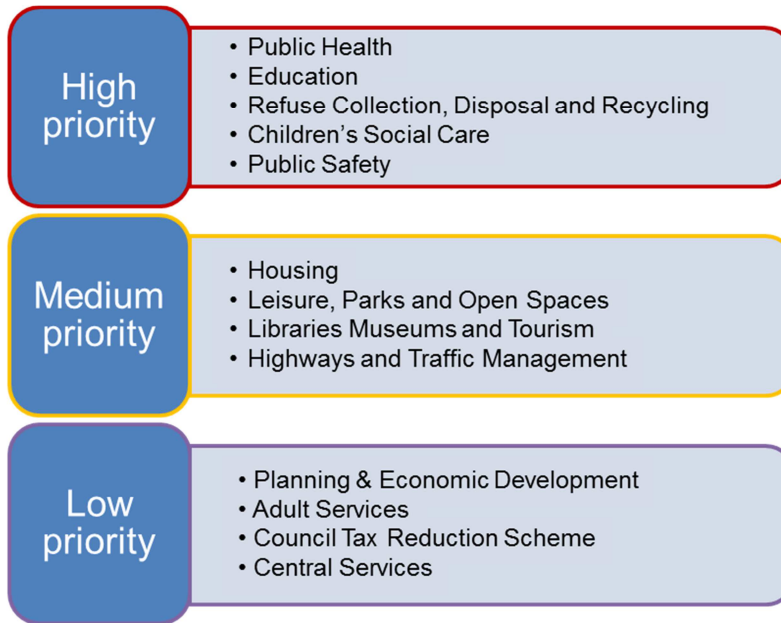 High
priority
• Public Health
• Education
• Refuse Collection, Disposal and Recycling
• Children's Social Care
• Public Safety
Medium
priority
• Housing
• Leisure, Parks and Open Spaces
• Libraries Museums and Tourism
• Highways and Traffic Management
Low
priority
• Planning & Economic Development
• Adult Services
• Council Tax Reduction Scheme
• Central Services